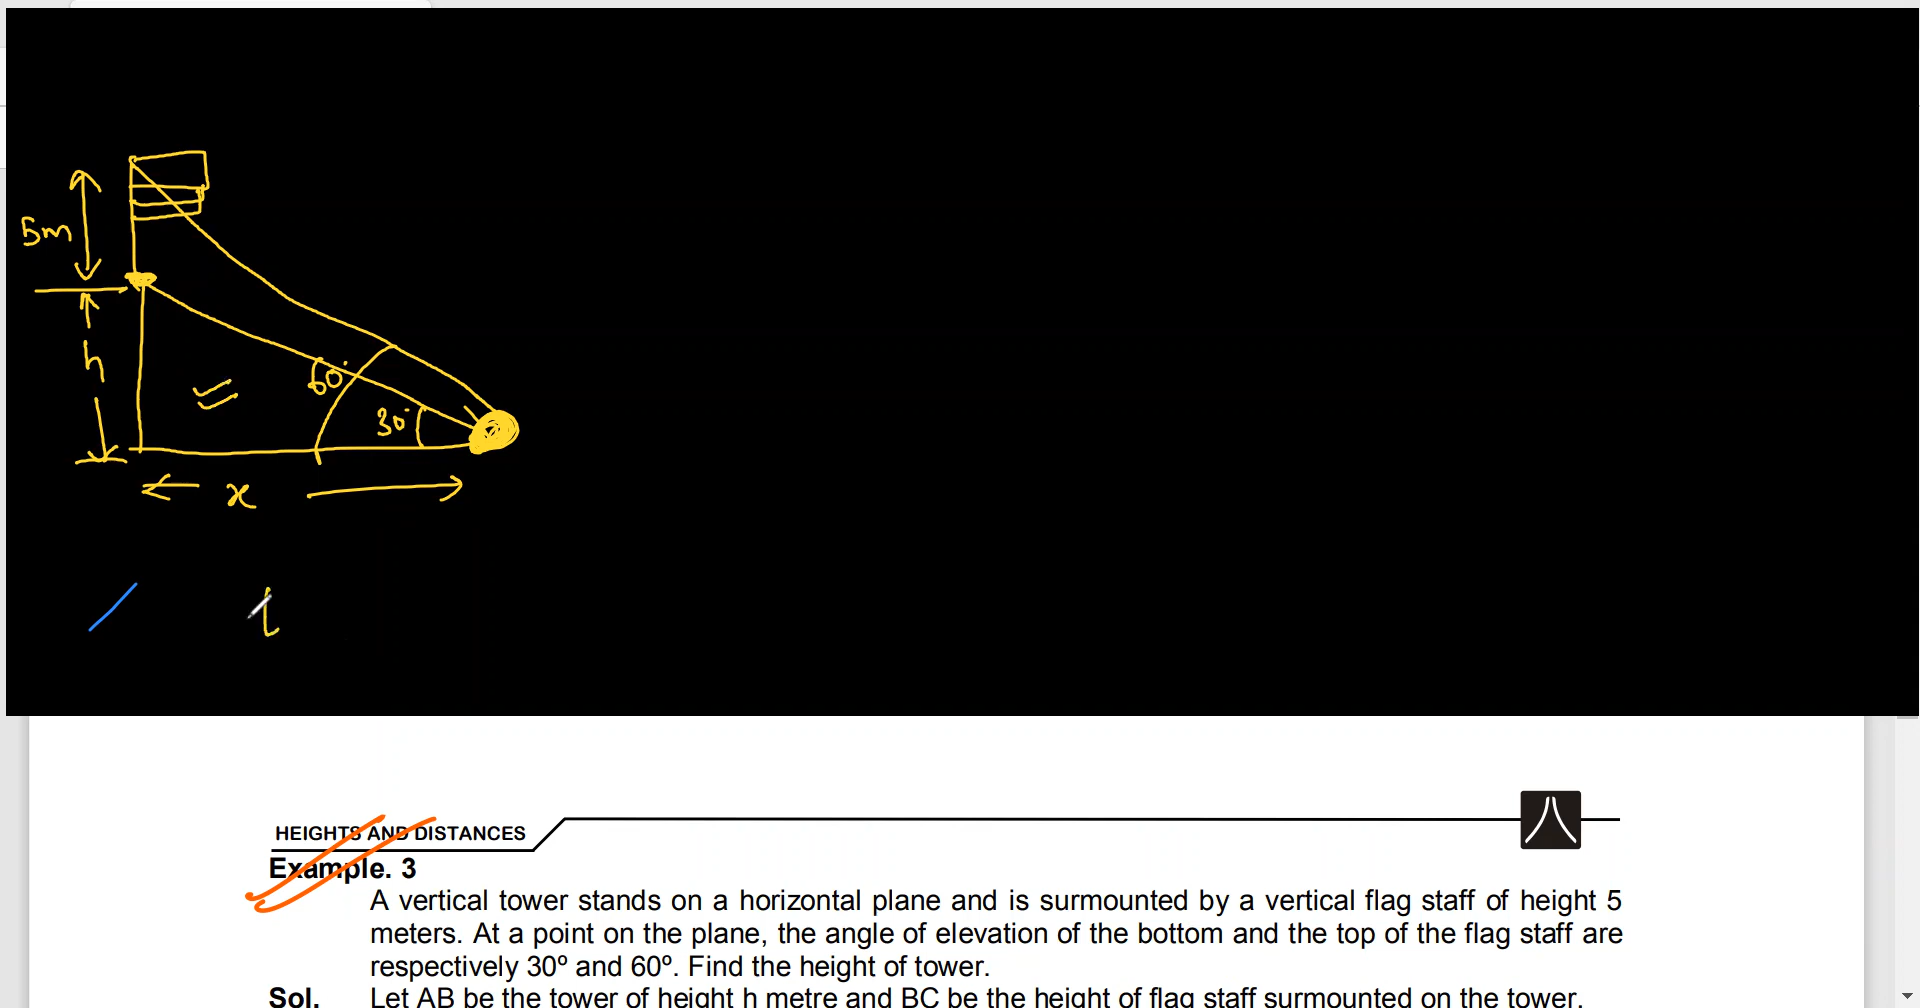 5m
h
60°
30°
x
HEIGHTS AND DISTANCES
Example. 3
A vertical tower stands on a horizontal plane and is surmounted by a vertical flag staff of height 5
meters. At a point on the plane, the angle of elevation of the bottom and the top of the flag staff are
respectively 30º and 60º. Find the height of tower.
Sol. Let AB be the tower of height h metre and BC be the height of flag staff surmounted on the tower.